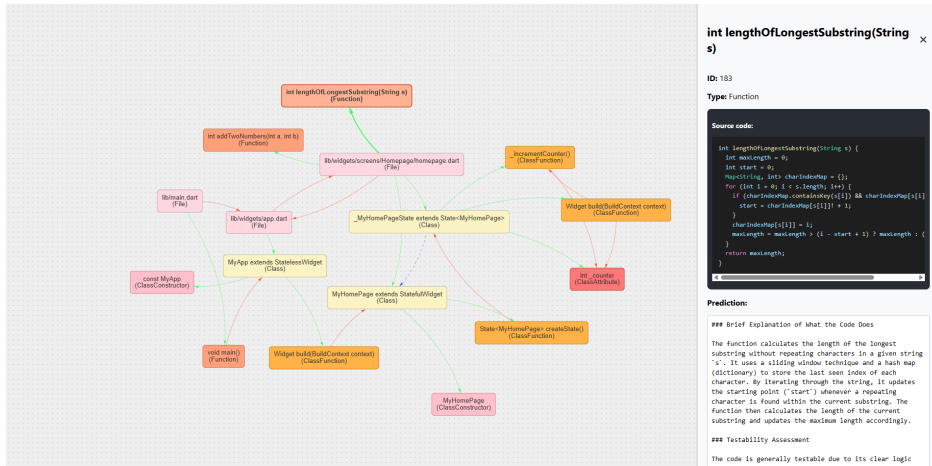 int lengthOfLongestSubstring(String s)
(Function)
int addTwoNumbers(int a, int b)
(Function)
lib/widgets/screens/Homepage/homepage.dart
(File)
_incrementCounter()
(ClassFunction)
lib/main.dart
(File)
lib/widgets/app.dart
(File)
_MyHomePageState extends State<MyHomePage>
(Class)
Widget build(BuildContext context)
(ClassFunction)
MyApp extends StatelessWidget
(Class)
const MyApp
(ClassConstructor)
int _counter
(ClassAttribute)
MyHomePage extends StatefulWidget
(Class)
State<MyHomePage> createState()
(ClassFunction)
void main()
(Function)
Widget build(BuildContext context)
(ClassFunction)
MyHomePage
(ClassConstructor)
int lengthOfLongestSubstring(String
s)
×
ID: 183
Type: Function
Source code:
int lengthOfLongestSubstring(String s) {
int maxLength = 0;
int start = 0;
Map<String, int> charIndexMap = {};
for (int i = 0; i < s.length; i++) {
if (charIndexMap.containsKey(s[i]) && charIndexMap[s[i]
start = charIndexMap[s[i]]! + 1;
}
charIndexMap[s[i]] = i;
maxLength = maxLength > (i - start + 1) ? maxLength : (
}
return maxLength;
}
Prediction:
### Brief Explanation of What the Code Does
The function calculates the length of the longest
substring without repeating characters in a given string
`s`. It uses a sliding window technique and a hash map
(dictionary) to store the last seen index of each
character. By iterating through the string, it updates
the starting point (`start`) whenever a repeating
character is found within the current substring. The
function then calculates the length of the current
substring and updates the maximum length accordingly.
### Testability Assessment
The code is generally testable due to its clear logic